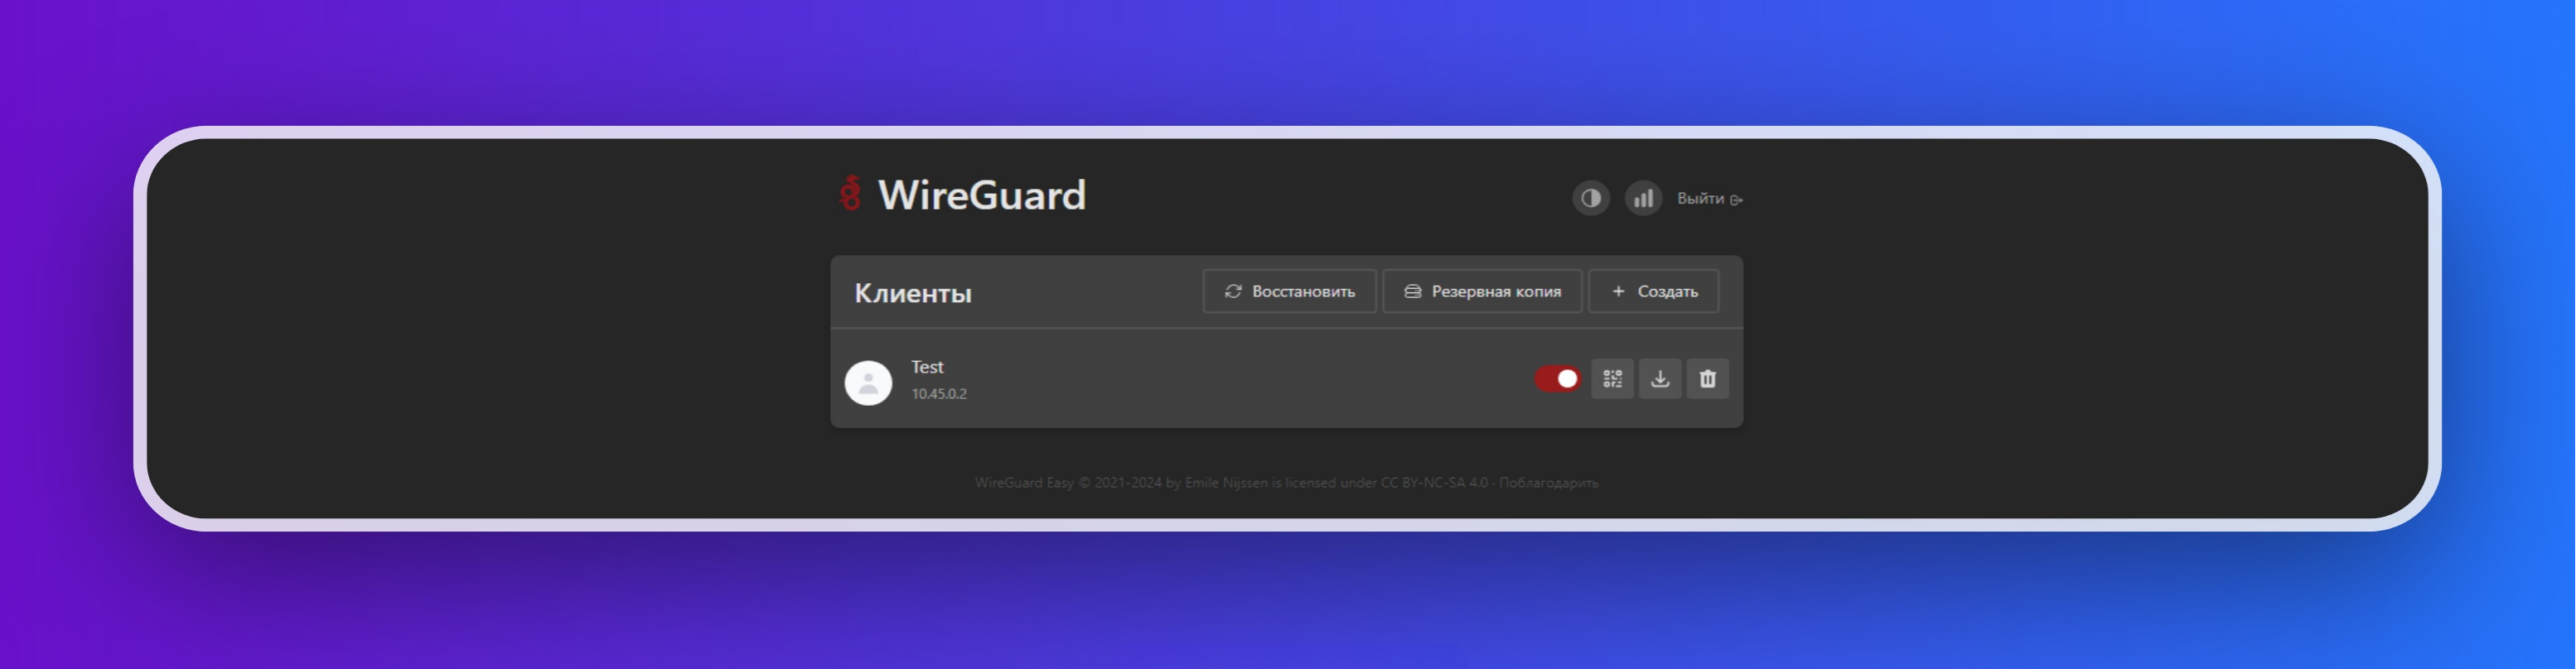 WireGuard
Выйти
Клиенты
Восстановить
Резервная копия
Создать
Test
10.45.0.2
WireGuard Easy © 2021-2024 by Emile Nijssen is licensed under CC BY-NC-SA 4.0 · Поблагодарить